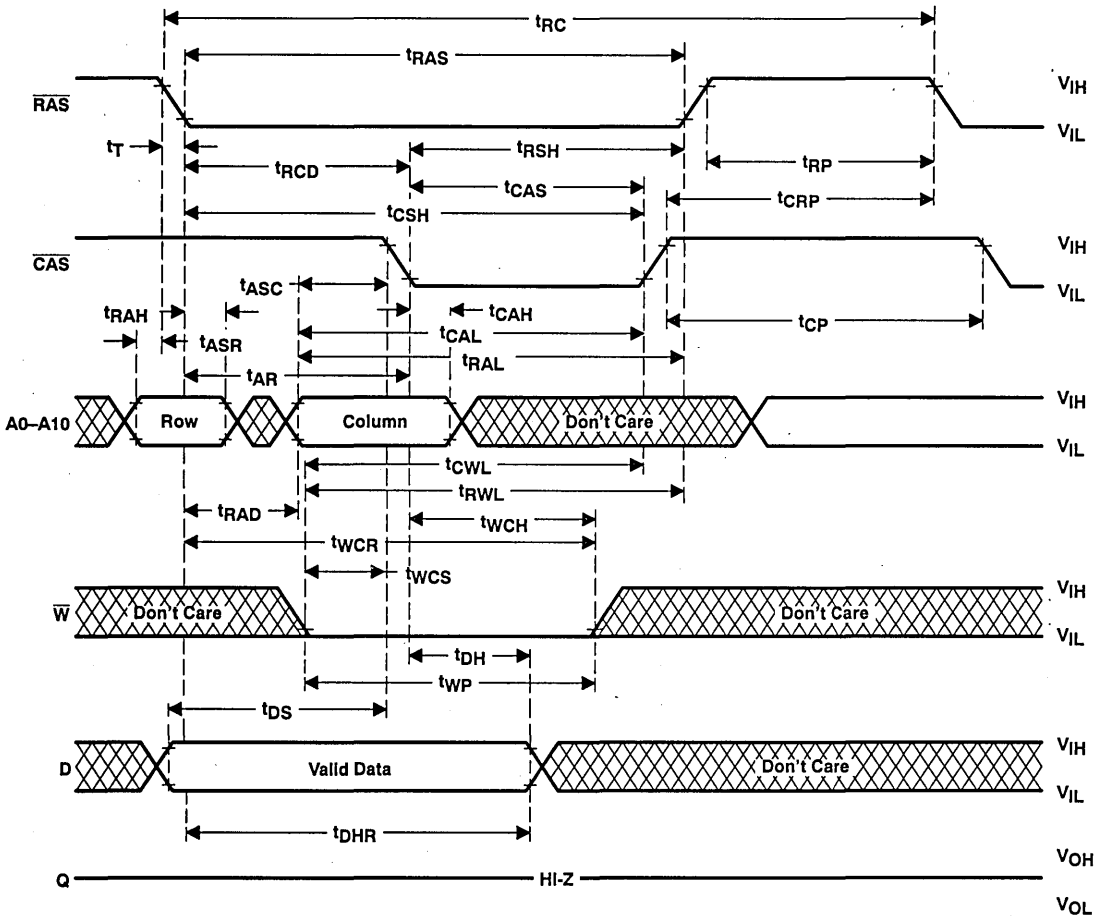 tRC
tRAS
RAS
VIH
VIL
tT
tRCD
tRSH
tRP
tCAS
tCRP
tCSH
CAS
VIH
VIL
tASC
tRAH
tCAH
tASR
tCAL
tCP
tRAL
tAR
A0–A10
Row
Column
Don't Care
VIH
VIL
tCWL
tRWL
tRAD
tWCH
tWCR
tWCS
W
Don't Care
Don't Care
VIH
VIL
tDH
tWP
tDS
D
Valid Data
Don't Care
VIH
VIL
tDHR
Q
HI-Z
VOH
VOL